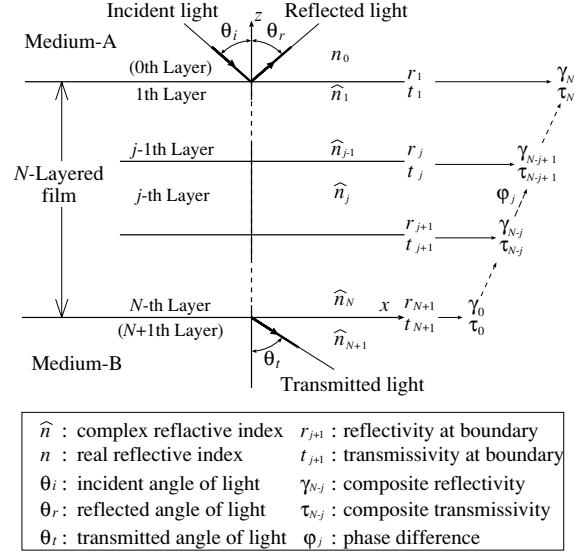 Incident light Reflected light
θi θr z
Medium-A
(0th Layer) n0
1th Layer n̂1 r1 t1 γN τN
j-1th Layer n̂j-1 rj tj γN-j+1 τN-j+1
N-Layered film
j-th Layer n̂j φj
rj+1 tj+1 γN-j τN-j
N-th Layer n̂N x rN+1 γ0
(N+1th Layer) n̂N+1 tN+1 τ0
Medium-B θt
Transmitted light
n̂ : complex reflactive index rj+1 : reflectivity at boundary
n : real reflective index tj+1 : transmissivity at boundary
θi : incident angle of light γN-j : composite reflectivity
θr : reflected angle of light τN-j : composite transmissivity
θt : transmitted angle of light φj : phase difference